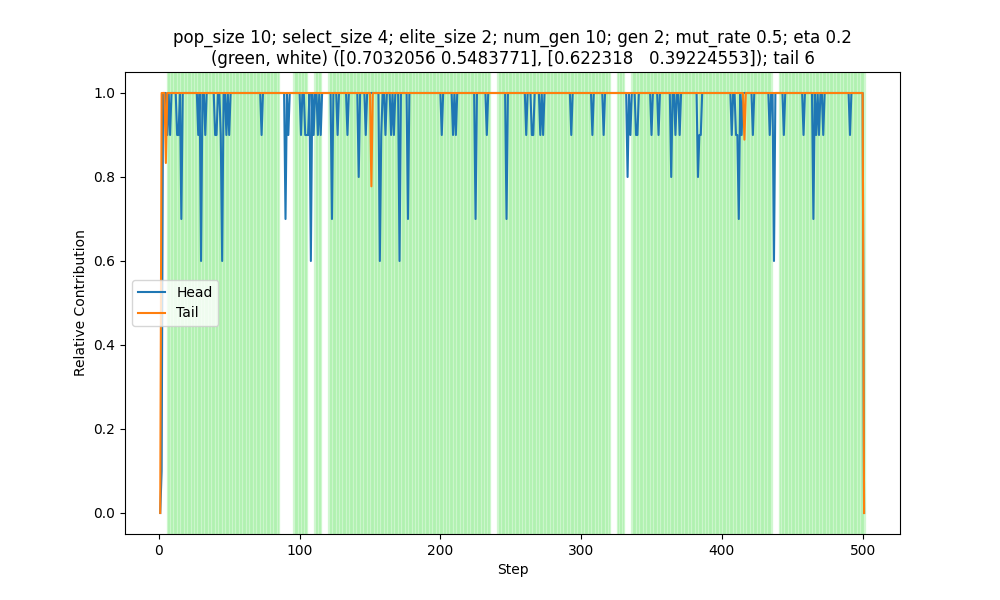 pop_size 10; select_size 4; elite_size 2; num_gen 10; gen 2; mut_rate 0.5; eta 0.2
(green, white) ([0.7032056 0.5483771], [0.622318   0.39224553]); tail 6
1.0
0.8
0.6
0.4
0.2
0.0
Relative Contribution
Head
Tail
0 100 200 300 400 500
Step